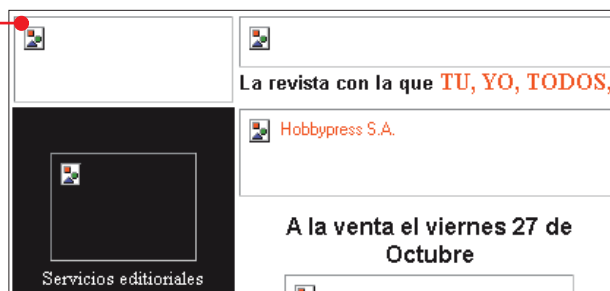 La revista con la que TU, YO, TODOS,
Hobbypress S.A.
A la venta el viernes 27 de
Octubre
Servicios editioriales